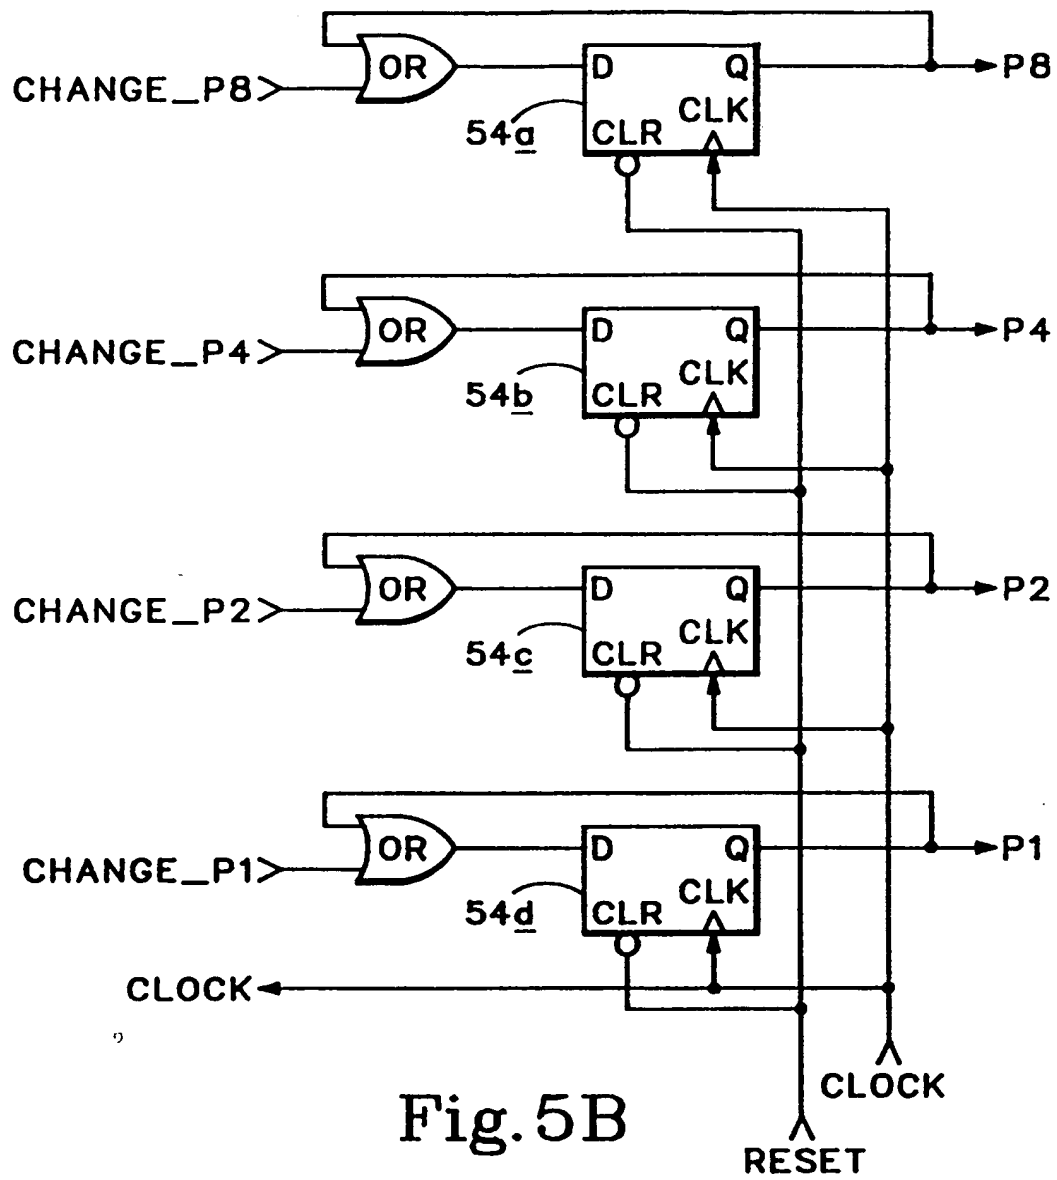 OR
D Q
P8
CHANGE_P8
CLK
54a
CLR
OR
D Q
P4
CHANGE_P4
CLK
54b
CLR
OR
D Q
P2
CHANGE_P2
CLK
54c
CLR
OR
D Q
P1
CHANGE_P1
CLK
54d
CLR
CLOCK
CLOCK
Fig. 5B
RESET